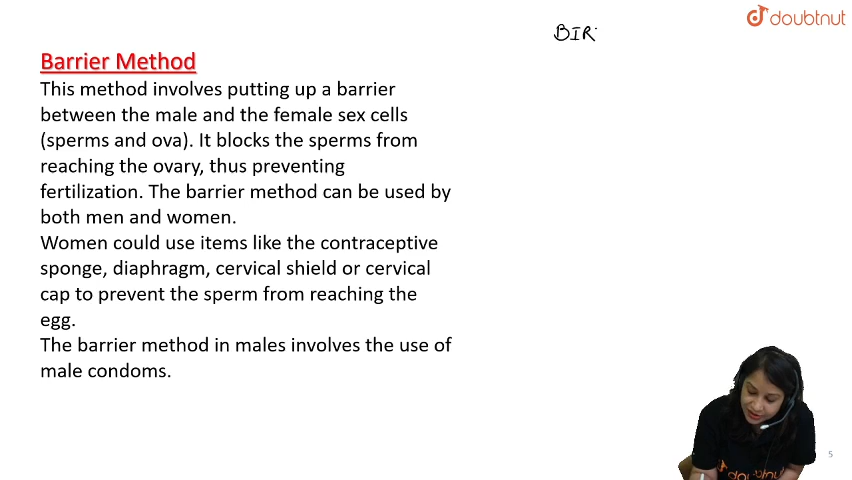 doubtnut
BIR
Barrier Method
This method involves putting up a barrier
between the male and the female sex cells
(sperms and ova). It blocks the sperms from
reaching the ovary, thus preventing
fertilization. The barrier method can be used by
both men and women.
Women could use items like the contraceptive
sponge, diaphragm, cervical shield or cervical
cap to prevent the sperm from reaching the
egg.
The barrier method in males involves the use of
male condoms.
5